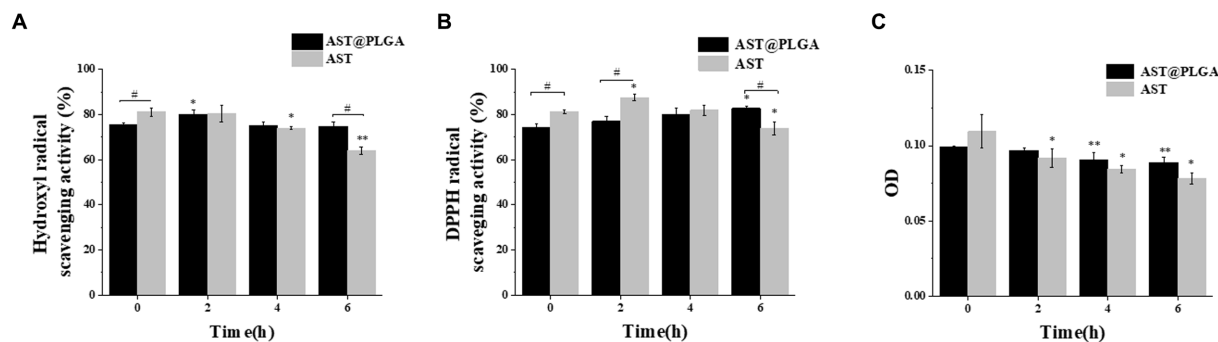 A
AST@PLGA
AST
Hydroxyl radical
scavenging activity (%)
100
80
60
40
20
0
#
*
*
#
**
0 2 4 6
Time(h)
B
AST@PLGA
AST
DPPH radical
scaveging activity (%)
100
80
60
40
20
0
#
#
*
#
*
*
0 2 4 6
Time(h)
C
AST@PLGA
AST
OD
0.15
0.10
0.05
0.00
*
**
*
**
*
0 2 4 6
Time(h)